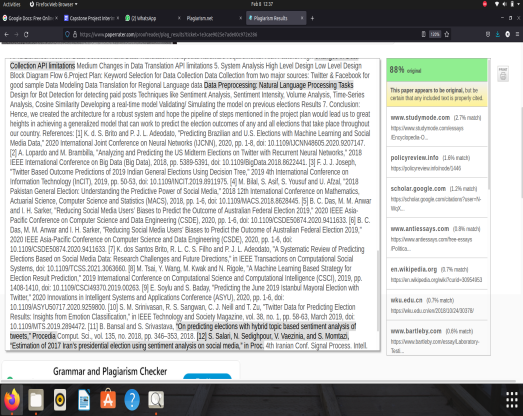 Activities Firefox Web Browser Feb 8 12:37
Capstone Project Interim (2) WhatsApp Plagiarism.net Plagiarism Results
120%
88% original
This paper appears to be original, but be certain that any included text is properly cited.
Collection API limitations Medium Changes in Data Translation API limitations 5. System Analysis High Level Design Low Level Design
Block Diagram Flow 6.Project Plan: Keyword Selection for Data Collection Data Collection from two major sources: Twitter & Facebook for
good sample Data Modeling Data Translation for Regional Language data Data Preprocessing: Natural Language Processing Tasks
Design for Bot Detection for detecting paid posts Techniques like Sentiment Analysis, Sentiment Intensity, Volume Analysis, Time-Series
Analysis, Cosine Similarity Developing a real-time model Validating/ Simulating the model on previous elections Results 7. Conclusion:
Hence, we created the architecture for a robust system and hope the pipeline of steps mentioned in the project plan would lead us to great
heights in achieving a generalized model that can work to predict the election outcomes of any and all elections that take place throughout
our country. References: [1] K. d. S. Brito and P. J. L. Adeodato, "Predicting Brazilian and U.S. Elections with Machine Learning and Social
Media Data," 2020 International Joint Conference on Neural Networks (IJCNN), 2020, pp. 1-8, doi: 10.1109/IJCNN48605.2020.9207147.
[2] A. Lopardo and M. Brambilla, "Analyzing and Predicting the US Midterm Elections on Twitter with Recurrent Neural Networks," 2018
IEEE International Conference on Big Data (Big Data), 2018, pp. 5389-5391, doi: 10.1109/BigData.2018.8622441. [3] F. J. J. Joseph,
"Twitter Based Outcome Predictions of 2019 Indian General Elections Using Decision Tree," 2019 4th International Conference on
Information Technology (InCIT), 2019, pp. 50-53, doi: 10.1109/INCIT.2019.8911975. [4] M. Bilal, S. Asif, S. Yousuf and U. Afzal, "2018
Pakistan General Election: Understanding the Predictive Power of Social Media," 2018 12th International Conference on Mathematics,
Actuarial Science, Computer Science and Statistics (MACS), 2018, pp. 1-6, doi: 10.1109/MACS.2018.8628445. [5] B. C. Das, M. M. Anwar
and I. H. Sarker, "Reducing Social Media Users' Biases to Predict the Outcome of Australian Federal Election 2019," 2020 IEEE Asia-
Pacific Conference on Computer Science and Data Engineering (CSDE), 2020, pp. 1-6, doi: 10.1109/CSDE50874.2020.9411633. [6] B. C.
Das, M. M. Anwar and I. H. Sarker, "Reducing Social Media Users' Biases to Predict the Outcome of Australian Federal Election 2019,"
2020 IEEE Asia-Pacific Conference on Computer Science and Data Engineering (CSDE), 2020, pp. 1-6, doi:
10.1109/CSDE50874.2020.9411633. [7] K. dos Santos Brito, R. L. C. S. Filho and P. J. L. Adeodato, "A Systematic Review of Predicting
Elections Based on Social Media Data: Research Challenges and Future Directions," in IEEE Transactions on Computational Social
Systems, doi: 10.1109/TCSS.2021.3063660. [8] M. Tsai, Y. Wang, M. Kwak and N. Rigole, "A Machine Learning Based Strategy for
Election Result Prediction," 2019 International Conference on Computational Science and Computational Intelligence (CSCI), 2019, pp.
1408-1410, doi: 10.1109/CSCI49370.2019.00263. [9] E. Soylu and S. Baday, "Predicting the June 2019 Istanbul Mayoral Election with
Twitter," 2020 Innovations in Intelligent Systems and Applications Conference (ASYU), 2020, pp. 1-6, doi:
10.1109/ASYU50717.2020.9259800. [10] S. M. Srinivasan, R. S. Sangwan, C. J. Neill and T. Zu, "Twitter Data for Predicting Election
Results: Insights from Emotion Classification," in IEEE Technology and Society Magazine, vol. 38, no. 1, pp. 58-63, March 2019, doi:
10.1109/MTS.2019.2894472. [11] B. Bansal and S. Srivastava, "On predicting elections with hybrid topic based sentiment analysis of
tweets," Procedia Comput. Sci., vol. 135, no. 2018, pp. 346–353, 2018. [12] S. Salari, N. Sedighpour, V. Vaezinia, and S. Momtazi,
"Estimation of 2017 Iran's presidential election using sentiment analysis on social media," in Proc. 4th Iranian Conf. Signal Process. Intell.
www.studymode.com (2.7% match)
https://www.studymode.com/essays
policyreview.info (1.6% match)
https://policyreview.info/node/1446
scholar.google.com (1.2% match)
https://scholar.google.com/citations?user=N-
www.antiessays.com (0.8% match)
https://www.antiessays.com/free-essays
en.wikipedia.org (0.7% match)
wku.edu.cn (0.7% match)
www.bartleby.com (0.6% match)
https://www.bartleby.com/essay/Laboratory-
Grammar and Plagiarism Checker